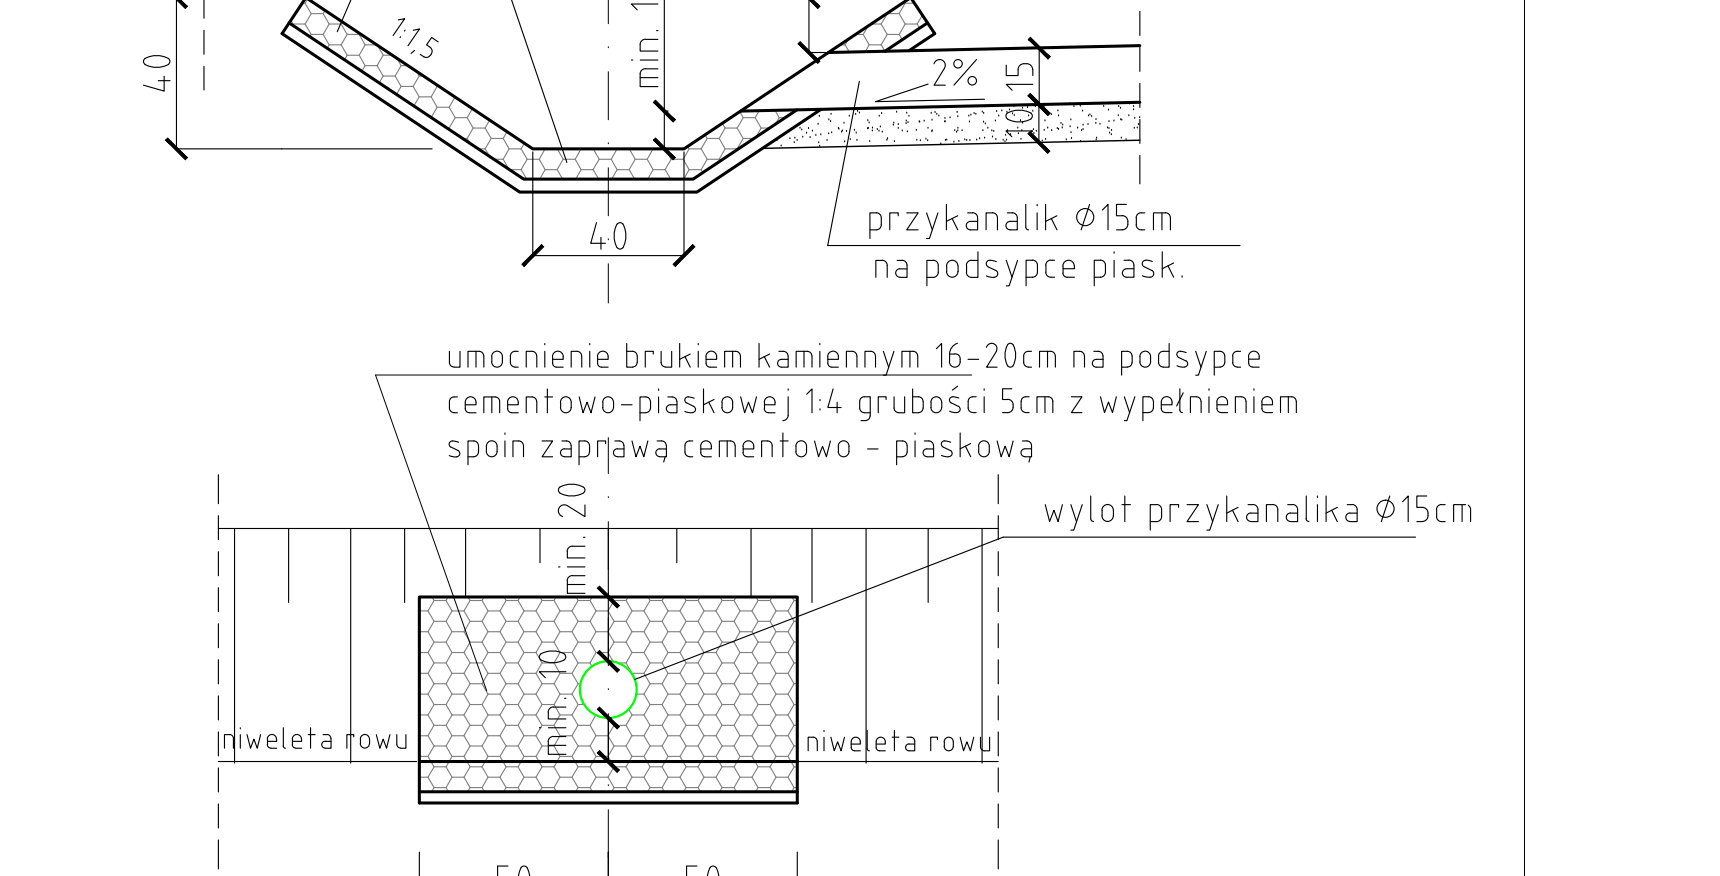 40
1:1,5
min. 1
2%
15
10
przykanalik Ø15cm
na podsypce piask.
40
umocnienie brukiem kamiennym 16-20cm na podsypce
cementowo-piaskowej 1:4 grubości 5cm z wypełnieniem
spoin zaprawą cementowo - piaskową
min. 20
wylot przykanalika Ø15cm
min. 10
niweleta rowu
niweleta rowu
50
50